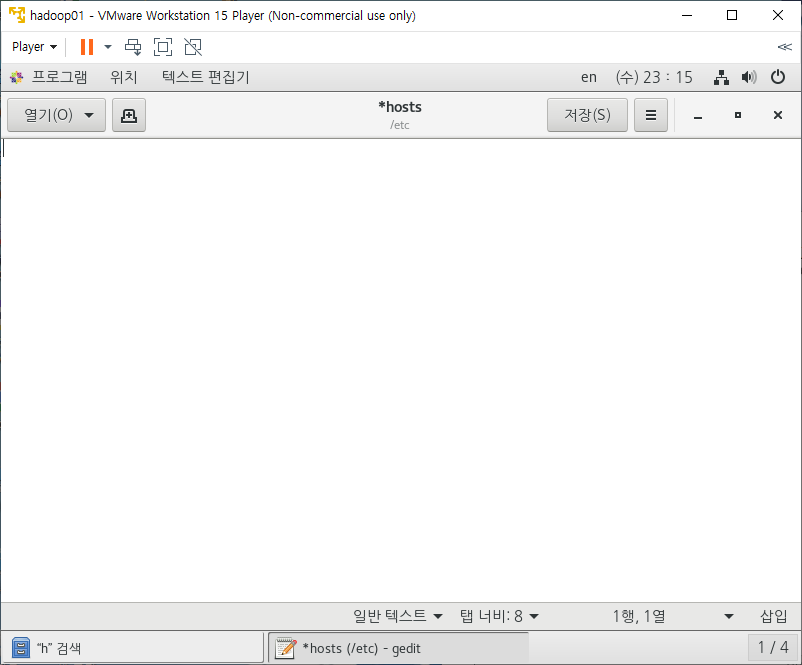 hadoop01 - VMware Workstation 15 Player (Non-commercial use only)
Player
프로그램 위치 텍스트 편집기 en (수) 23 : 15
열기(O) *hosts 저장(S)
/etc
일반 텍스트 탭 너비: 8 1행, 1열 삽입
“h” 검색 *hosts (/etc) - gedit 1 / 4